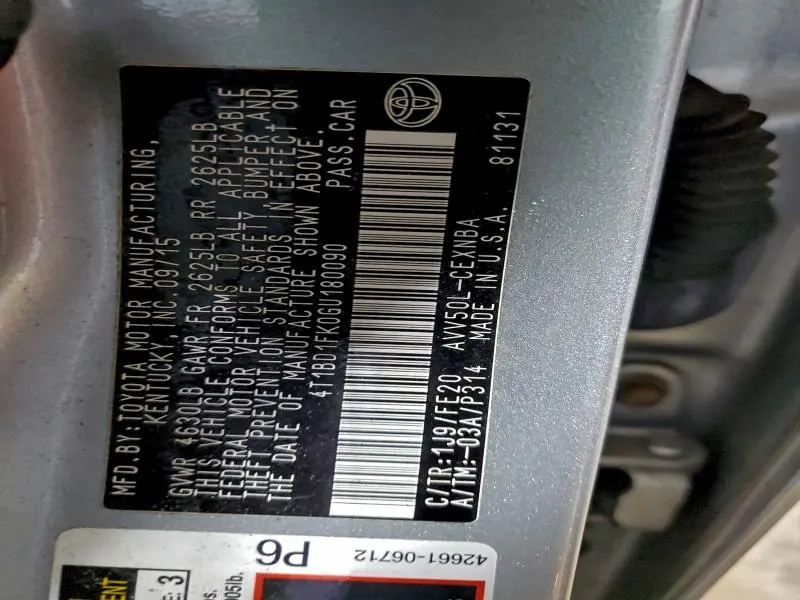 MFD.BY:TOYOTA MOTOR MANUFACTURING,
KENTUCKY, INC.09/15
GVWR 4630LB GAWR FR 2625LB RR 2625LB
THIS VEHICLE CONFORMS TO ALL APPLICABLE
FEDERAL MOTOR VEHICLE SAFETY BUMPER,AND
THEFT PREVENTION STANDARDS IN EFFECT ON
THE DATE OF MANUFACTURE SHOWN ABOVE.
4T1BD1FK0GU180090 PASS.CAR
C/TR:1J9/FE20 AVV50L-CEXNBA
A/TM:-03A/P314 MADE IN U.S.A. 81131
P6
42661-06712
3